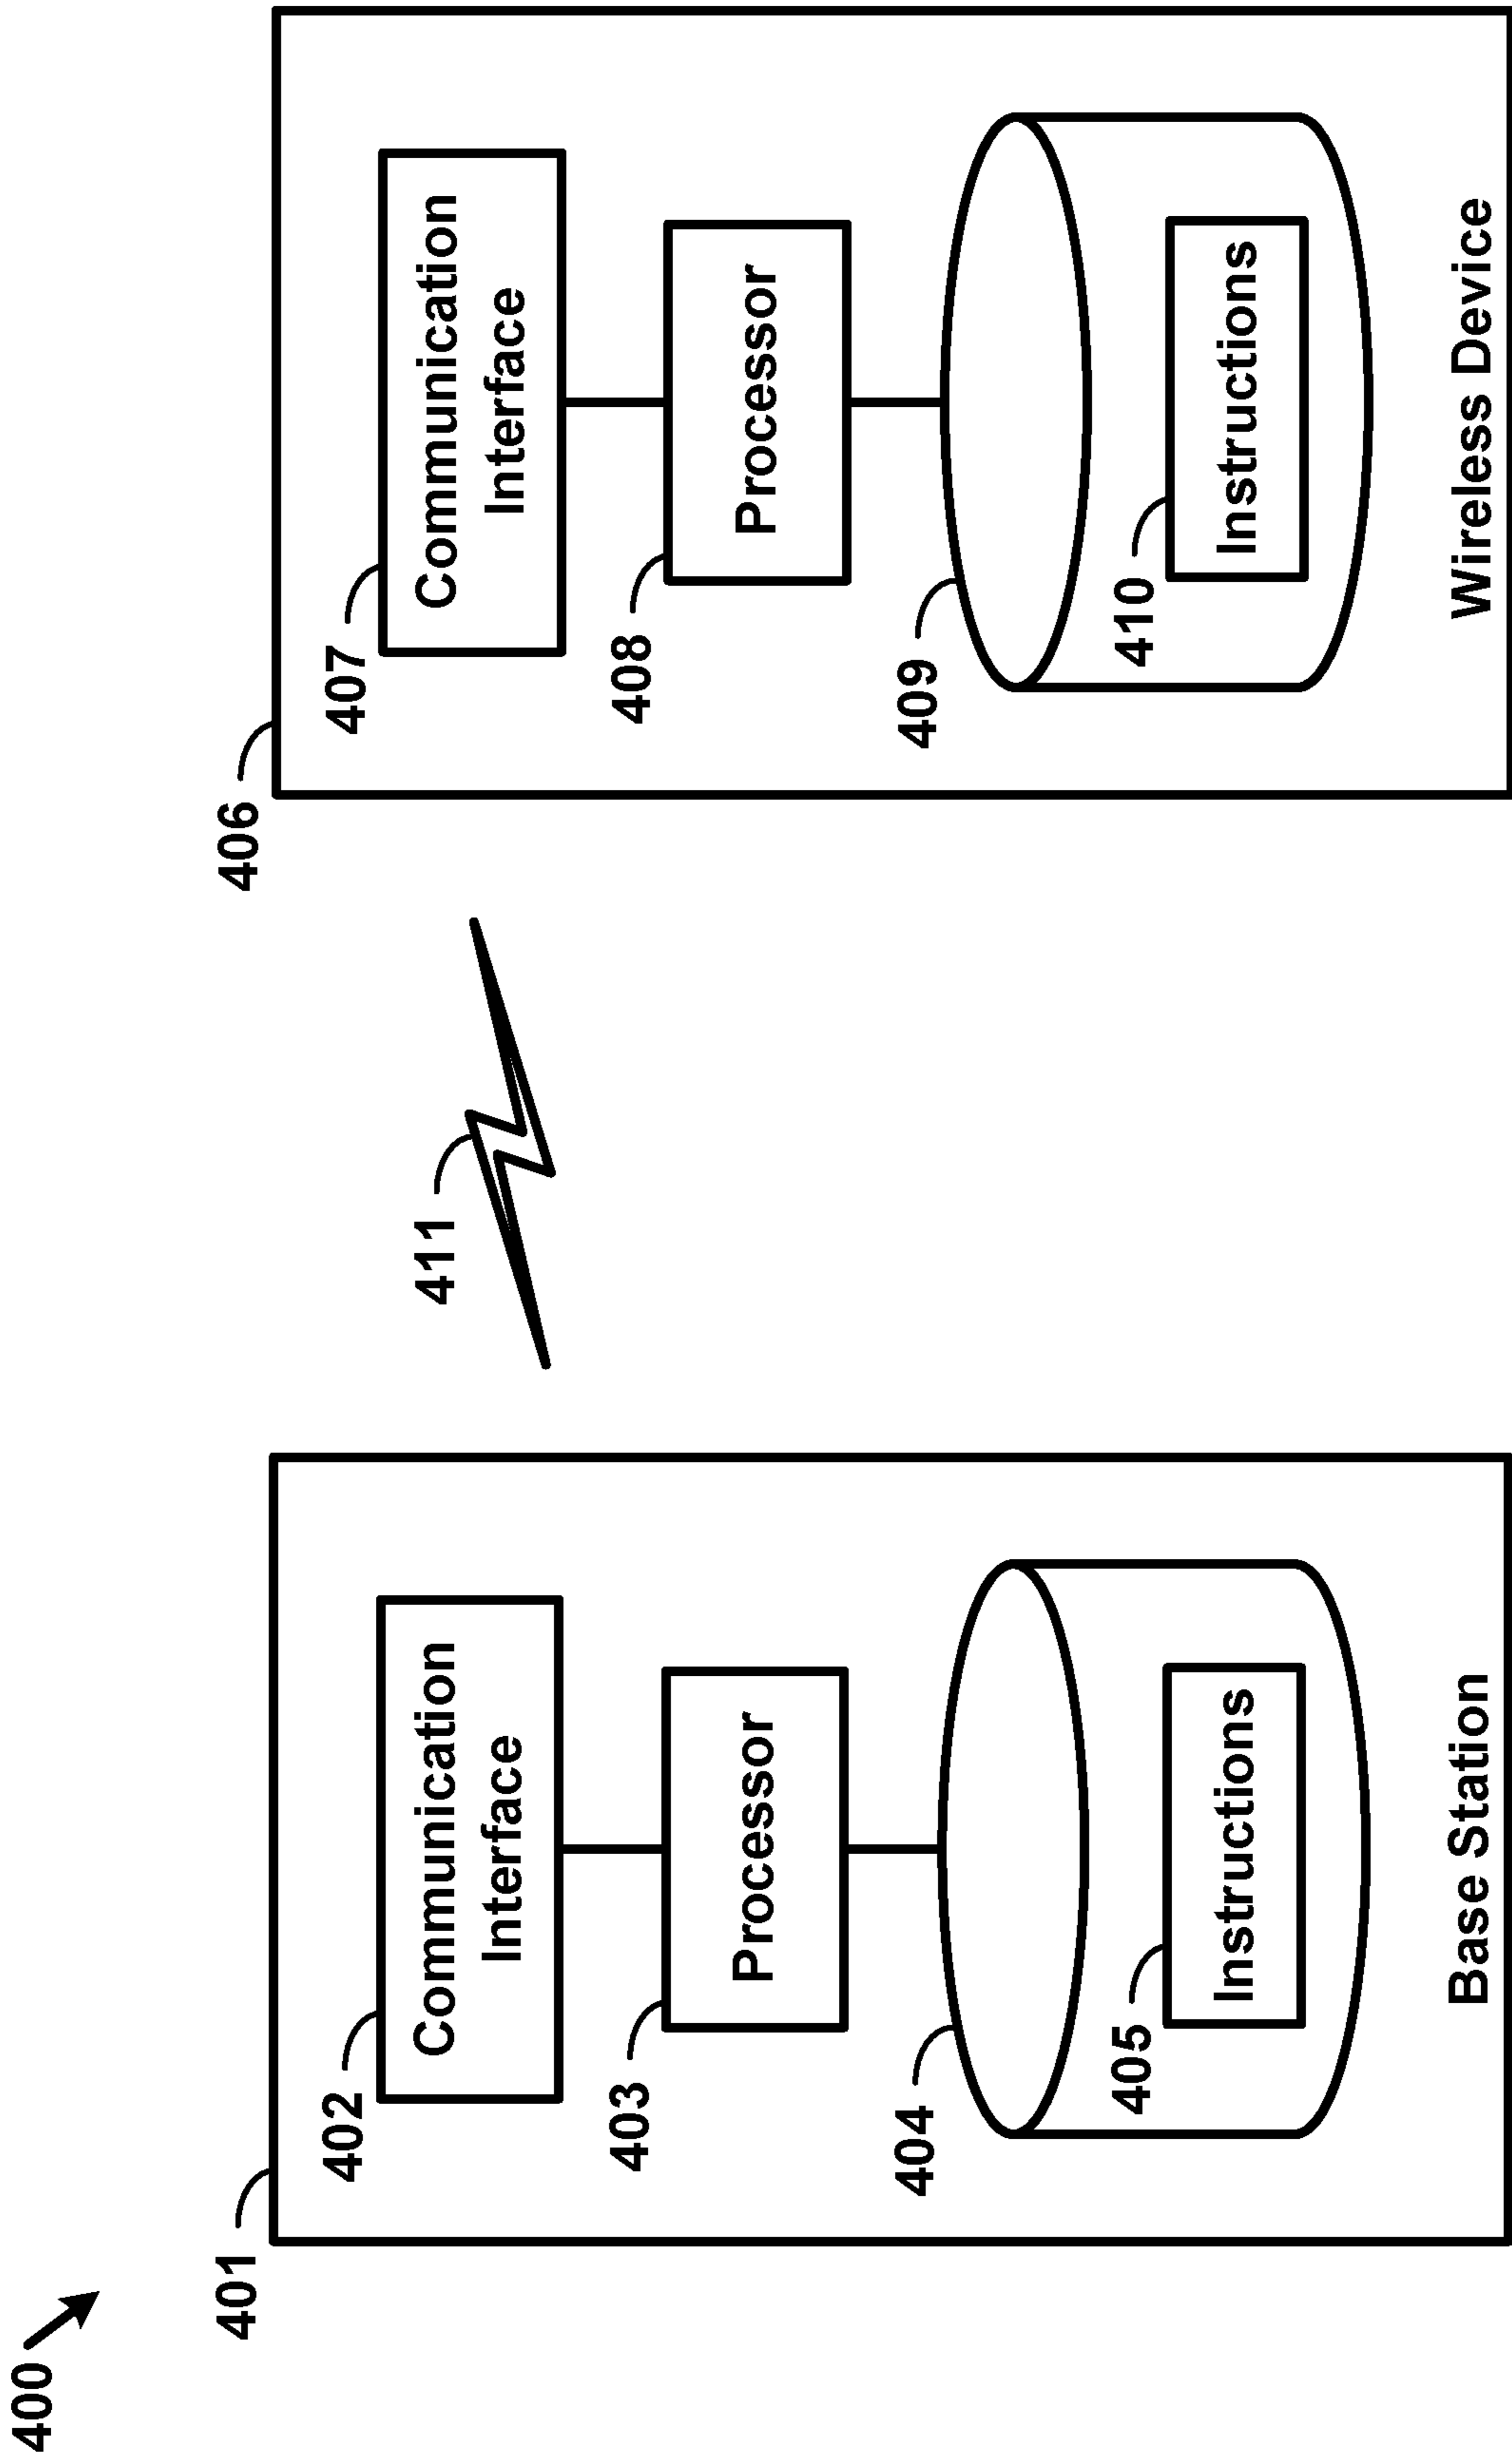 400
401
402
Communication
Interface
403
Processor
404
405
Instructions
Base Station
411
406
407
Communication
Interface
408
Processor
409
410
Instructions
Wireless Device